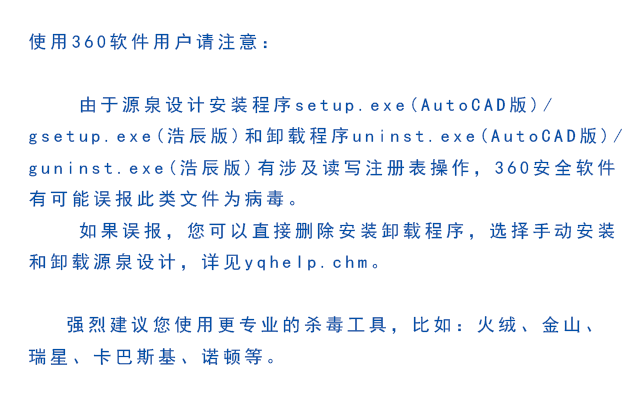 使用360软件用户请注意：
由于源泉设计安装程序setup.exe(AutoCAD版)/
gsetup.exe(浩辰版)和卸载程序uninst.exe(AutoCAD版)/
guninst.exe(浩辰版)有涉及读写注册表操作，360安全软件
有可能误报此类文件为病毒。
如果误报，您可以直接删除安装卸载程序，选择手动安装
和卸载源泉设计，详见yqhelp.chm。
强烈建议您使用更专业的杀毒工具，比如：火绒、金山、
瑞星、卡巴斯基、诺顿等。